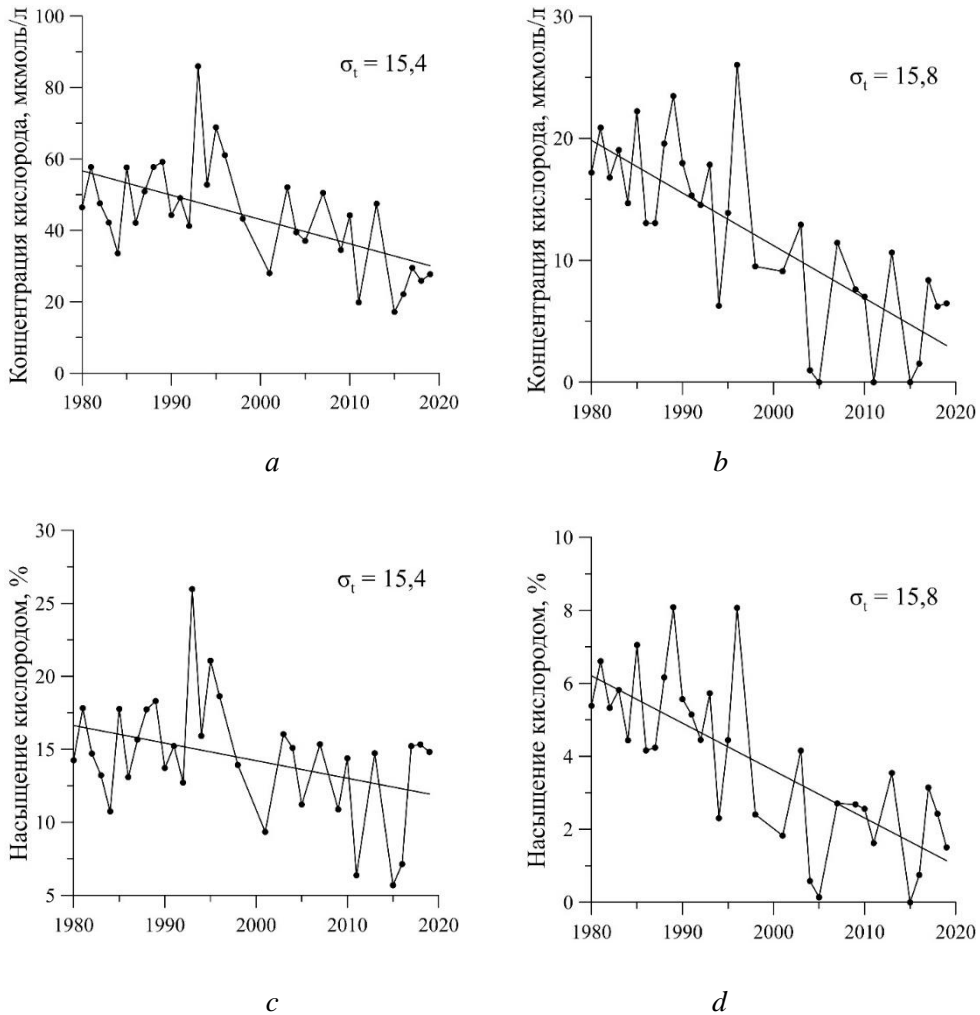 Концентрация кислорода, мкмоль/л
100
80
60
40
20
0
σt = 15,4
1980 1990 2000 2010 2020
a
Концентрация кислорода, мкмоль/л
30
20
10
0
σt = 15,8
1980 1990 2000 2010 2020
b
Насыщение кислородом, %
30
25
20
15
10
5
σt = 15,4
1980 1990 2000 2010 2020
c
Насыщение кислородом, %
10
8
6
4
2
0
σt = 15,8
1980 1990 2000 2010 2020
d